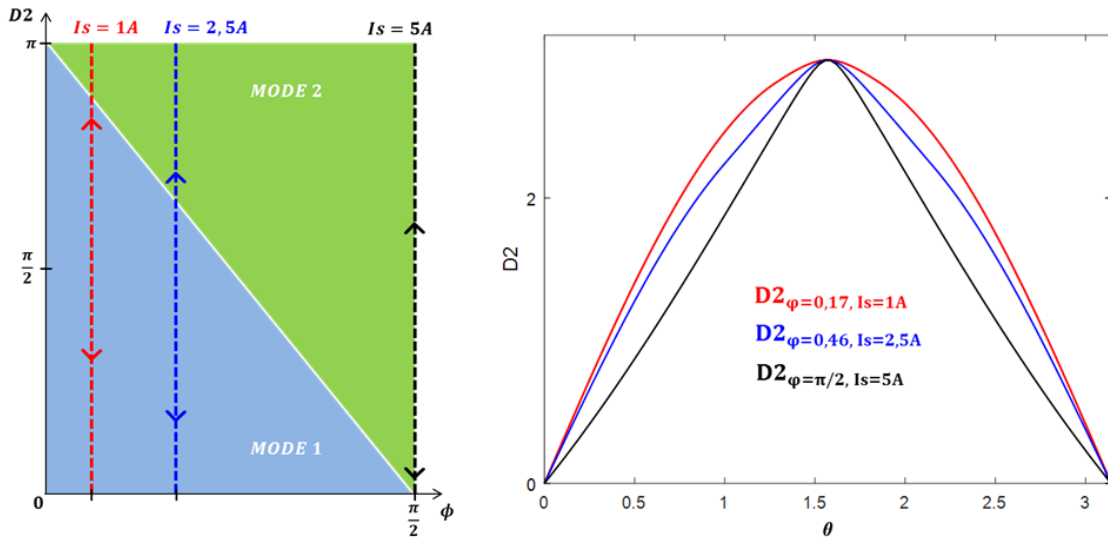 D2
Is = 1A
Is = 2,5A
Is = 5A
π
MODE 2
π
2
MODE 1
0
π
2
ϕ
2
D2
D2φ=0,17, Is=1A
D2φ=0,46, Is=2,5A
D2φ=π/2, Is=5A
0
0
0.5
1
1.5
2
2.5
3
θ